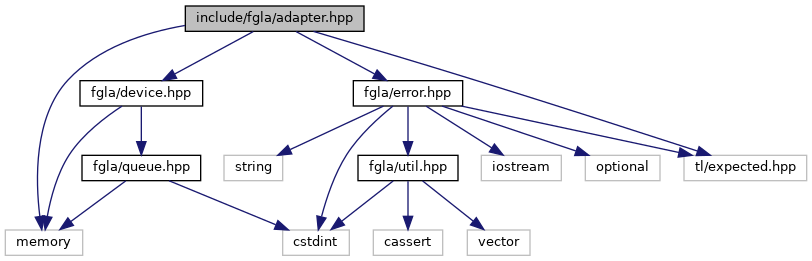 include/fgla/adapter.hpp
fgla/device.hpp
fgla/error.hpp
string
fgla/queue.hpp
fgla/util.hpp
iostream
optional
tl/expected.hpp
memory
cstdint
cassert
vector